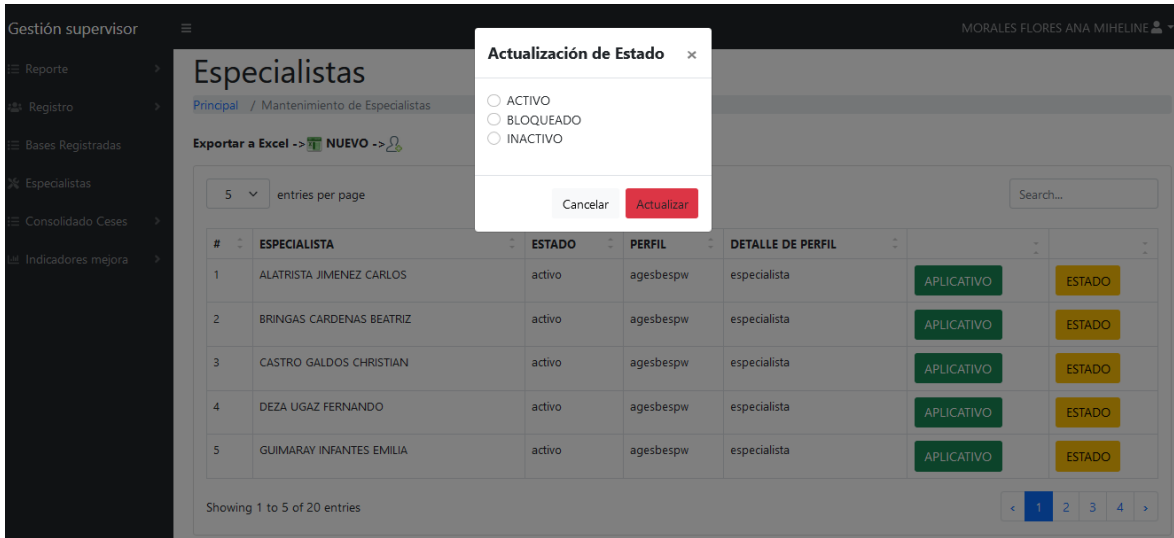 Gestión supervisor
MORALES FLORES ANA MIHELINE
Actualización de Estado ×
ACTIVO
BLOQUEADO
INACTIVO
Cancelar Actualizar
Reporte
Registro
Bases Registradas
Especialistas
Consolidado Ceses
Indicadores mejora
Especialistas
Principal / Mantenimiento de Especialistas
Exportar a Excel -> NUEVO ->
5 entries per page Search...
# ESPECIALISTA ESTADO PERFIL DETALLE DE PERFIL
1 ALATRISTA JIMENEZ CARLOS activo agesbespw especialista APLICATIVO ESTADO
2 BRINGAS CARDENAS BEATRIZ activo agesbespw especialista APLICATIVO ESTADO
3 CASTRO GALDOS CHRISTIAN activo agesbespw especialista APLICATIVO ESTADO
4 DEZA UGAZ FERNANDO activo agesbespw especialista APLICATIVO ESTADO
5 GUIMARAY INFANTES EMILIA activo agesbespw especialista APLICATIVO ESTADO
Showing 1 to 5 of 20 entries ‹ 1 2 3 4 ›